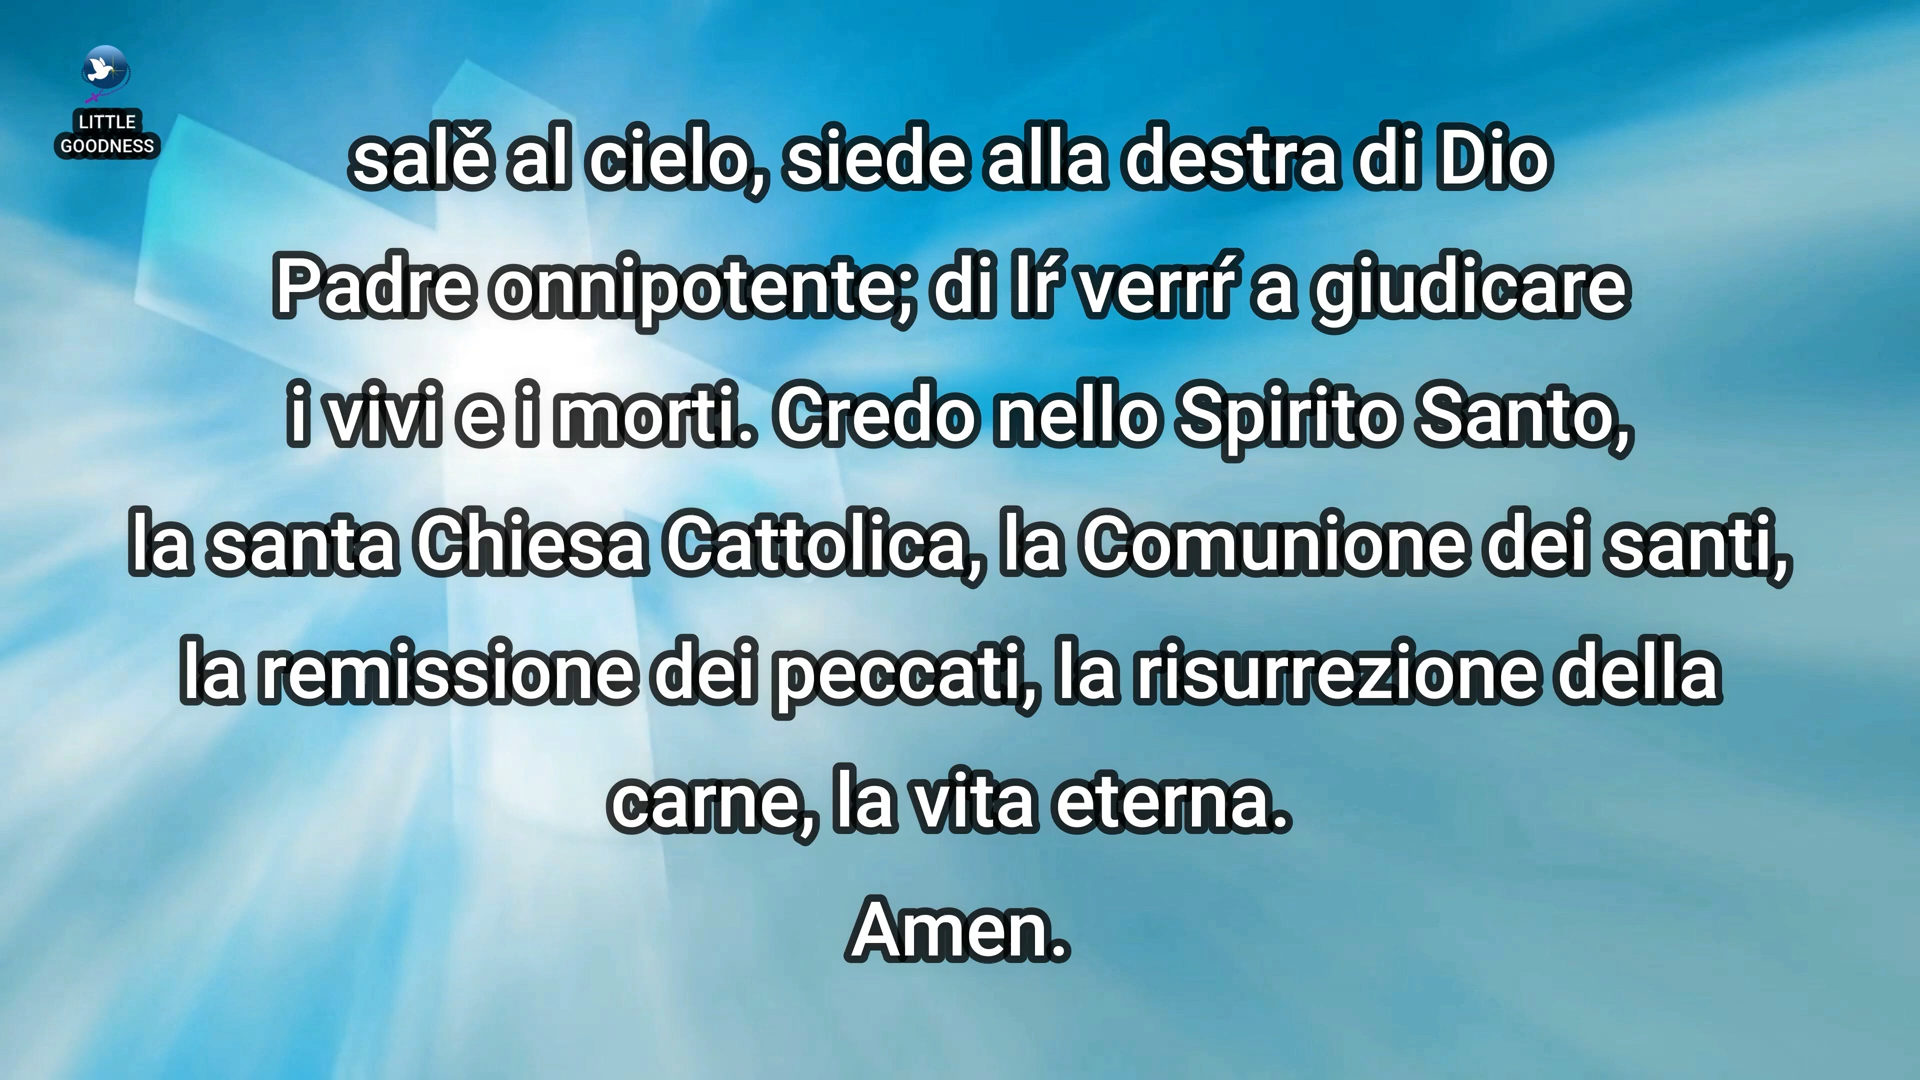 LITTLE
GOODNESS
salě al cielo, siede alla destra di Dio
Padre onnipotente; di lŕ verrŕ a giudicare
i vivi e i morti. Credo nello Spirito Santo,
la santa Chiesa Cattolica, la Comunione dei santi,
la remissione dei peccati, la risurrezione della
carne, la vita eterna.
Amen.